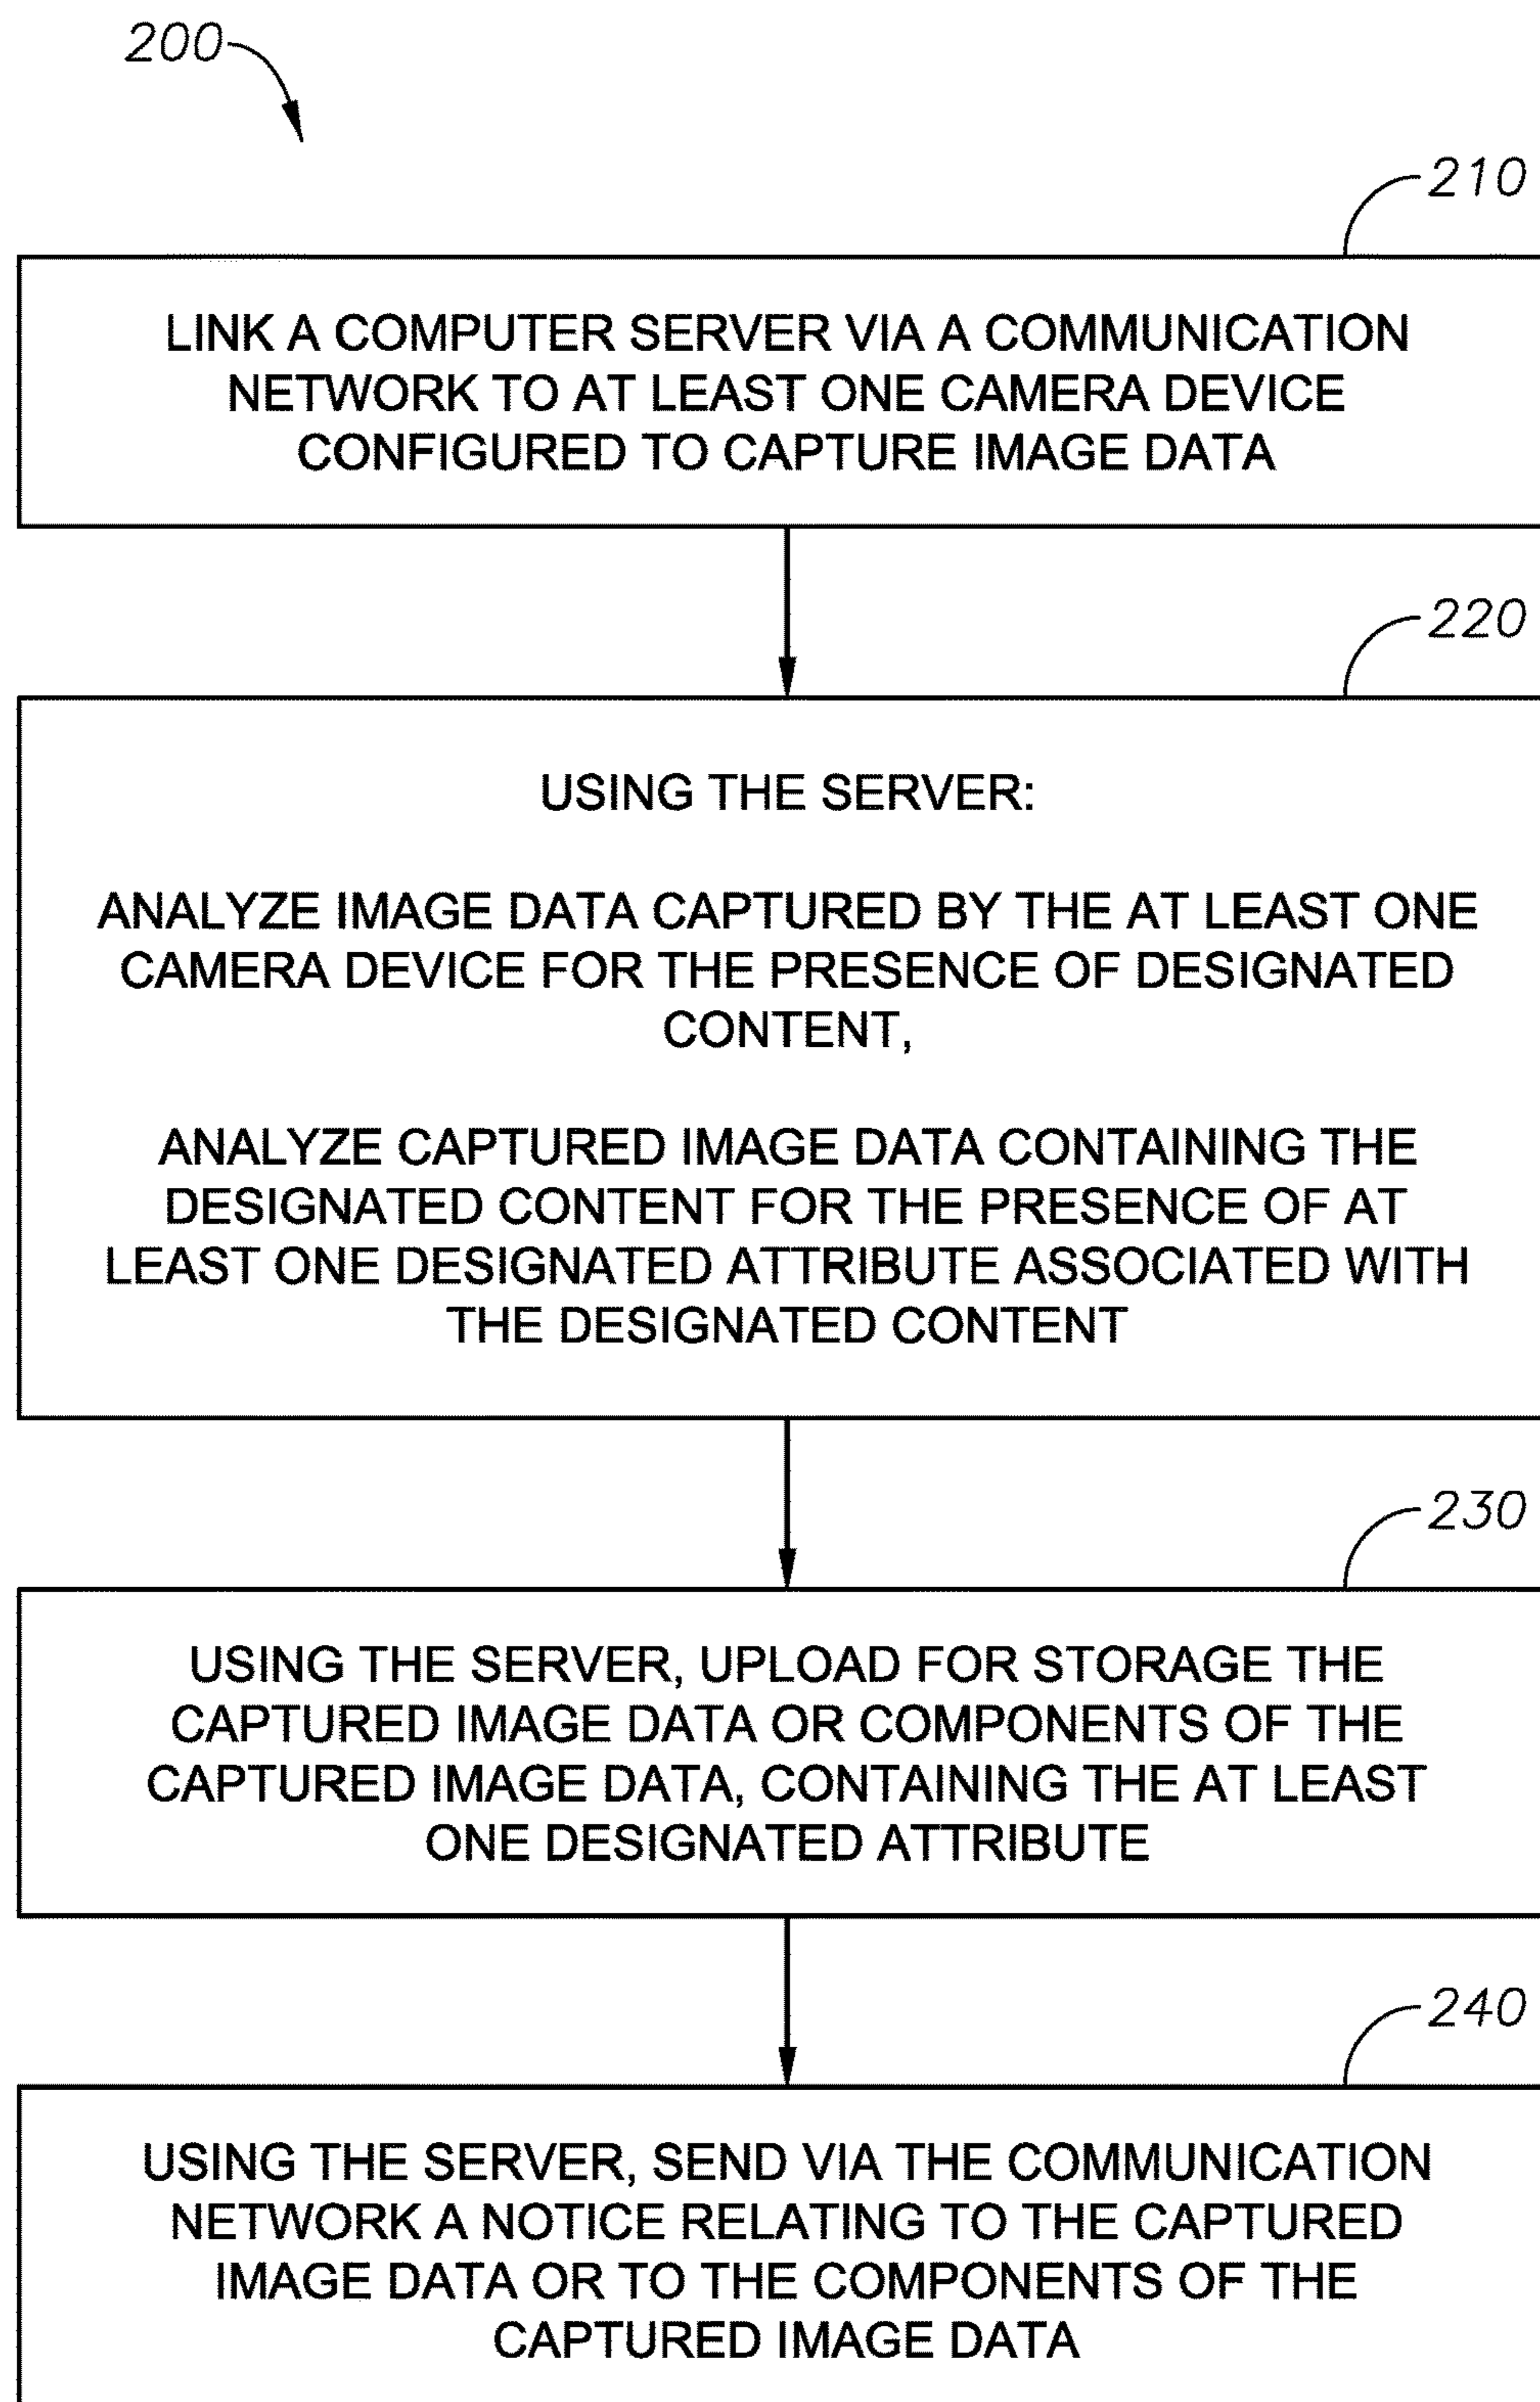 200
210
LINK A COMPUTER SERVER VIA A COMMUNICATION
NETWORK TO AT LEAST ONE CAMERA DEVICE
CONFIGURED TO CAPTURE IMAGE DATA
220
USING THE SERVER:
ANALYZE IMAGE DATA CAPTURED BY THE AT LEAST ONE
CAMERA DEVICE FOR THE PRESENCE OF DESIGNATED
CONTENT,
ANALYZE CAPTURED IMAGE DATA CONTAINING THE
DESIGNATED CONTENT FOR THE PRESENCE OF AT
LEAST ONE DESIGNATED ATTRIBUTE ASSOCIATED WITH
THE DESIGNATED CONTENT
230
USING THE SERVER, UPLOAD FOR STORAGE THE
CAPTURED IMAGE DATA OR COMPONENTS OF THE
CAPTURED IMAGE DATA, CONTAINING THE AT LEAST
ONE DESIGNATED ATTRIBUTE
240
USING THE SERVER, SEND VIA THE COMMUNICATION
NETWORK A NOTICE RELATING TO THE CAPTURED
IMAGE DATA OR TO THE COMPONENTS OF THE
CAPTURED IMAGE DATA